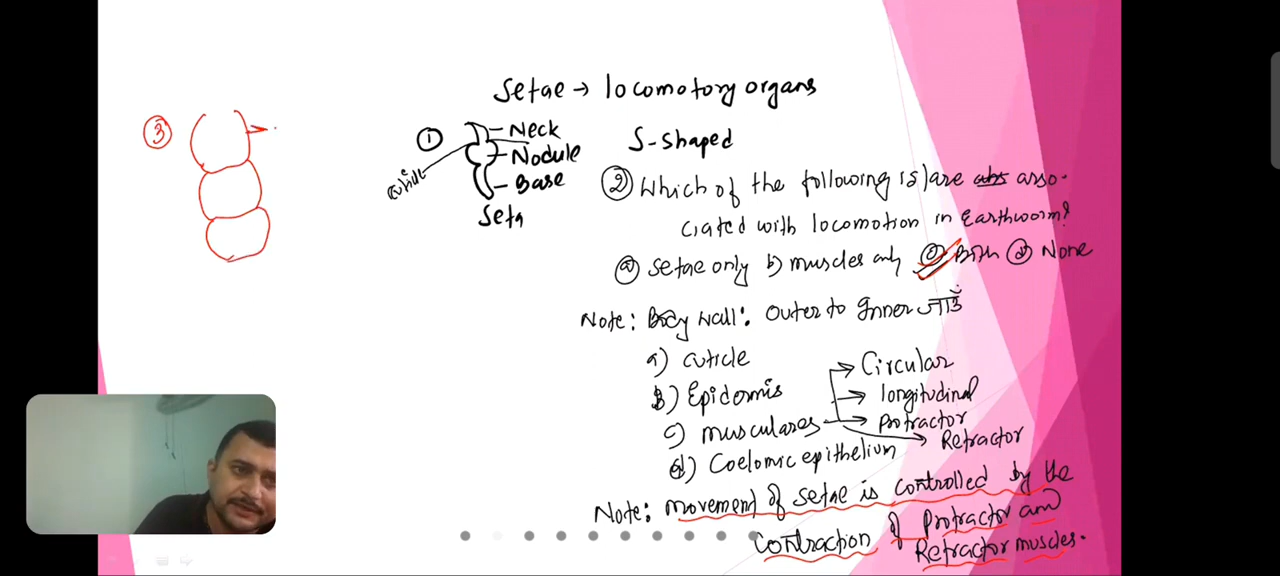 Setae → locomotory organs
①
Neck
Nodule
Base
cuticle
Seta
S-shaped
② Which of the following is/are asso-
ciated with locomotion in Earthworm?
ⓐ Setae only b) muscles only ⓒ Both ⓓ None
Note: Body wall: Outer to Inner
a) cuticle
b) Epidermis
c) musculares
→ Circular
→ longitudinal
→ Protractor
→ Retractor
d) Coelomic epithelium
Note: movement of setae is controlled by the
contraction of Protractor and
Retractor muscles.
③